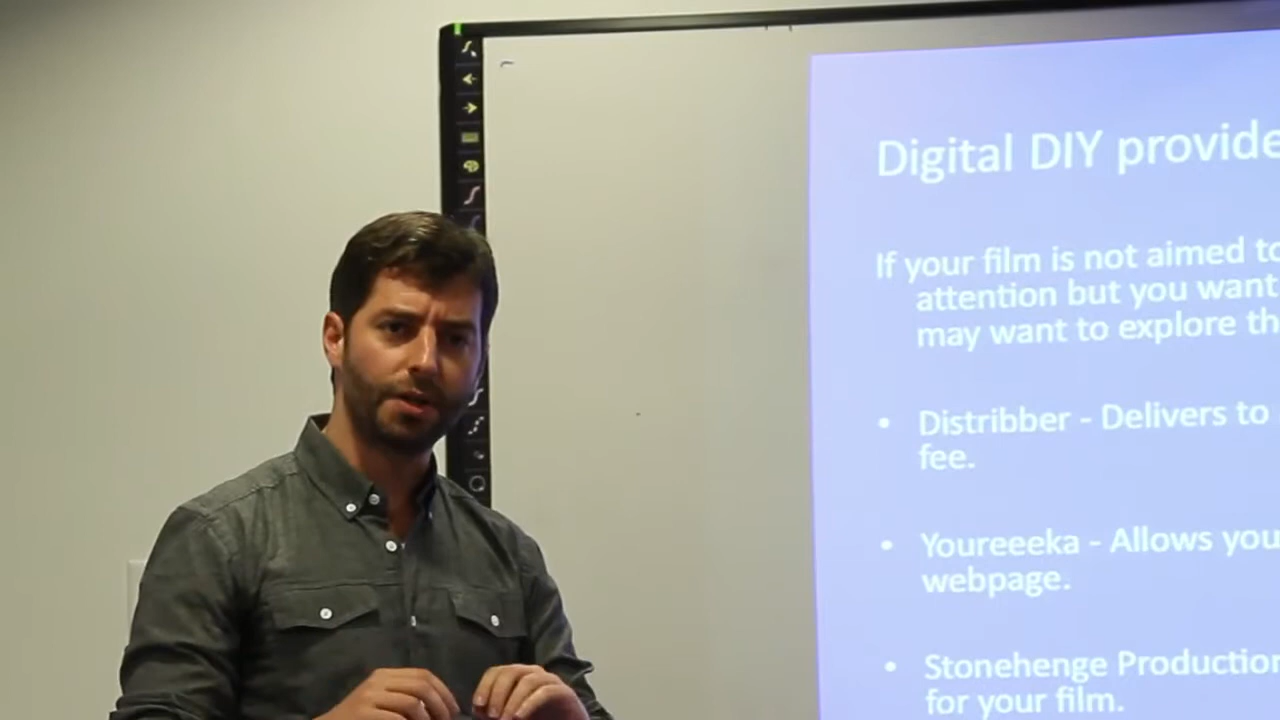 Digital DIY provide
If your film is not aimed to
attention but you want
may want to explore th
• Distribber - Delivers to
fee.
• Youreeeka - Allows you
webpage.
• Stonehenge Production
for your film.